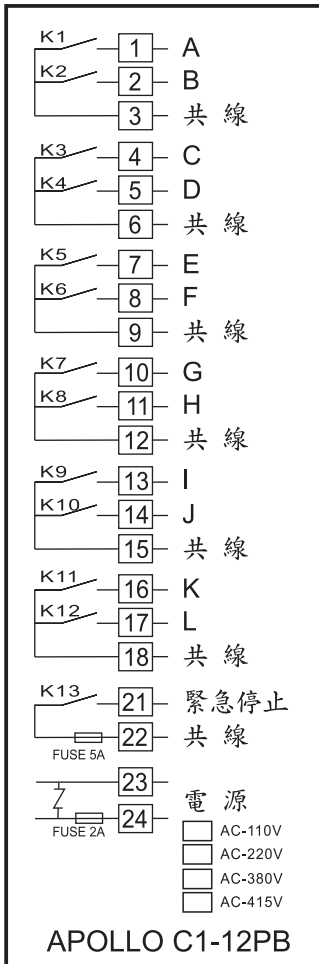 K1 1 A
K2 2 B
3 共線
K3 4 C
K4 5 D
6 共線
K5 7 E
K6 8 F
9 共線
K7 10 G
K8 11 H
12 共線
K9 13 I
K10 14 J
15 共線
K11 16 K
K12 17 L
18 共線
K13 21 緊急停止
22 共線
FUSE 5A
23
24 電源
FUSE 2A
AC-110V
AC-220V
AC-380V
AC-415V
APOLLO C1-12PB